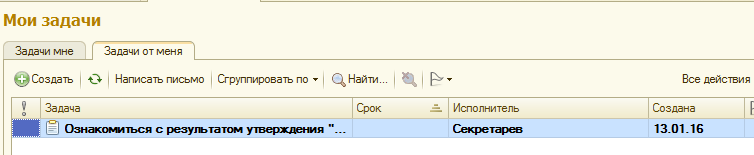 Мои задачи
Задачи мне Задачи от меня
Создать Написать письмо Сгруппировать по Найти... Все действия
Задача Срок Исполнитель Создана
Ознакомиться с результатом утверждения "... Секретарев 13.01.16